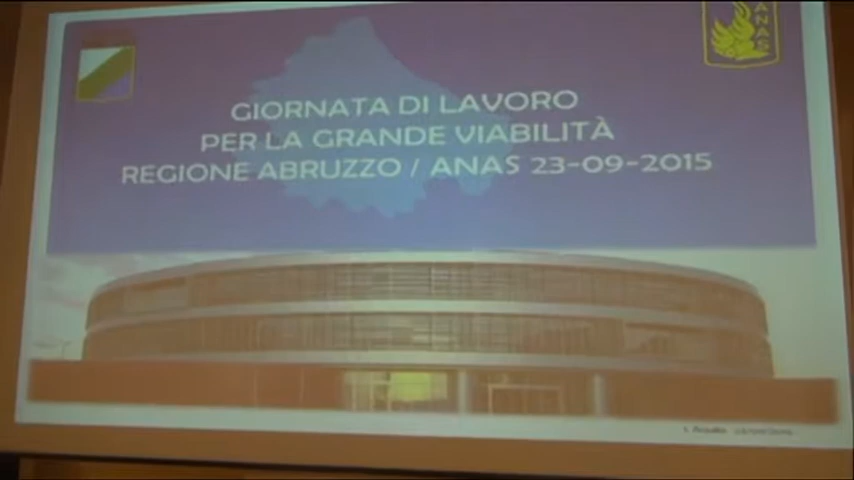 ANAS
GIORNATA DI LAVORO
PER LA GRANDE VIABILITÀ
REGIONE ABRUZZO / ANAS 23-09-2015